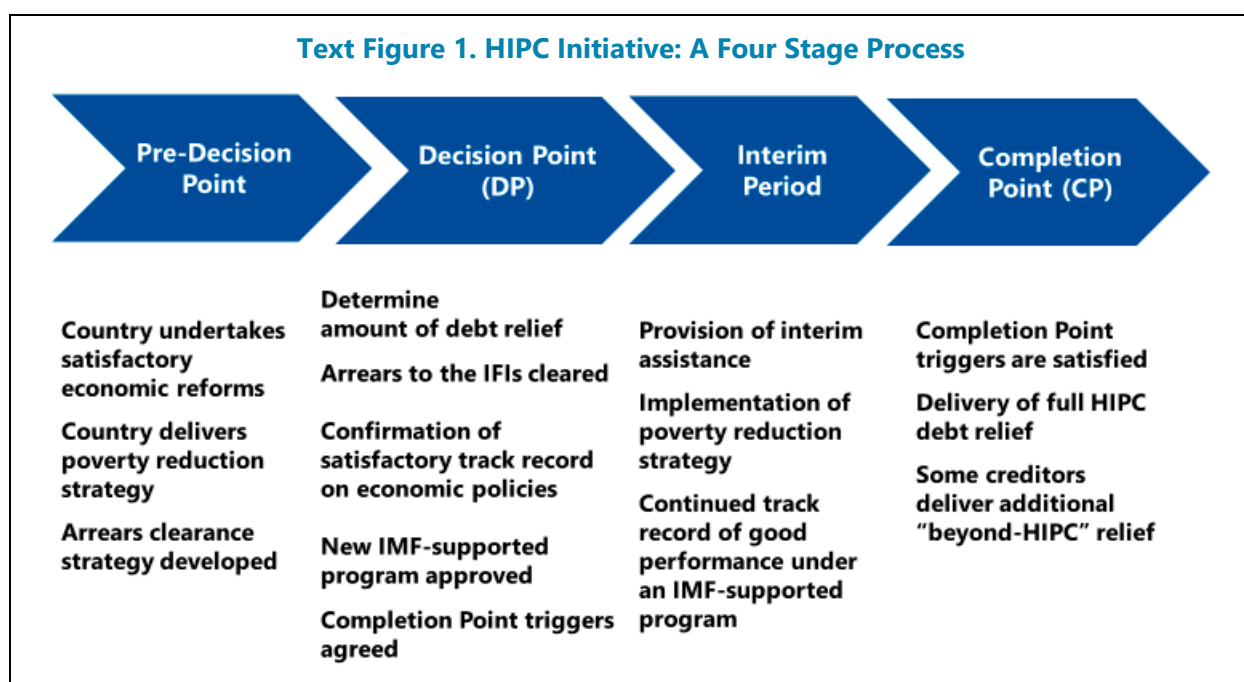 Text Figure 1. HIPC Initiative: A Four Stage Process
Pre-Decision
Point
Decision Point
(DP)
Interim
Period
Completion
Point (CP)
Country undertakes
satisfactory
economic reforms
Country delivers
poverty reduction
strategy
Arrears clearance
strategy developed
Determine
amount of debt relief
Arrears to the IFIs cleared
Confirmation of
satisfactory track record
on economic policies
New IMF-supported
program approved
Completion Point triggers
agreed
Provision of interim
assistance
Implementation of
poverty reduction
strategy
Continued track
record of good
performance under
an IMF-supported
program
Completion Point
triggers are satisfied
Delivery of full HIPC
debt relief
Some creditors
deliver additional
“beyond-HIPC” relief